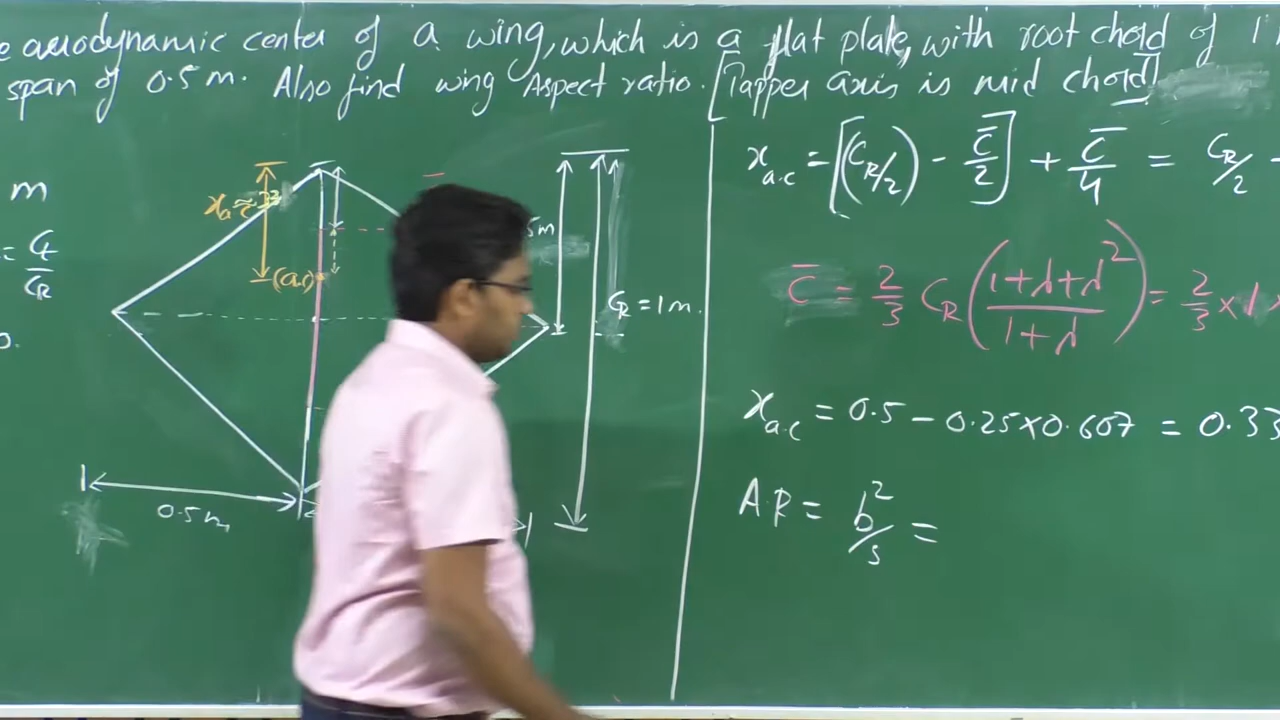 e aerodynamic center of a wing, which is a flat plate, with root chord of 1
span of 0.5 m. Also find wing Aspect ratio. [Tapper axis is mid chord]
m
= Ct/CR
0.
(a.c)
5m
CR = 1m.
0.5 m
x a.c = [(CR/2) - C̄/2] + C̄/4 = CR/2 -
C̄ = 2/3 CR (1+λ+λ²/1+λ) = 2/3 × 1 ×
x a.c = 0.5 - 0.25×0.667 = 0.33
A.R = b²/s =